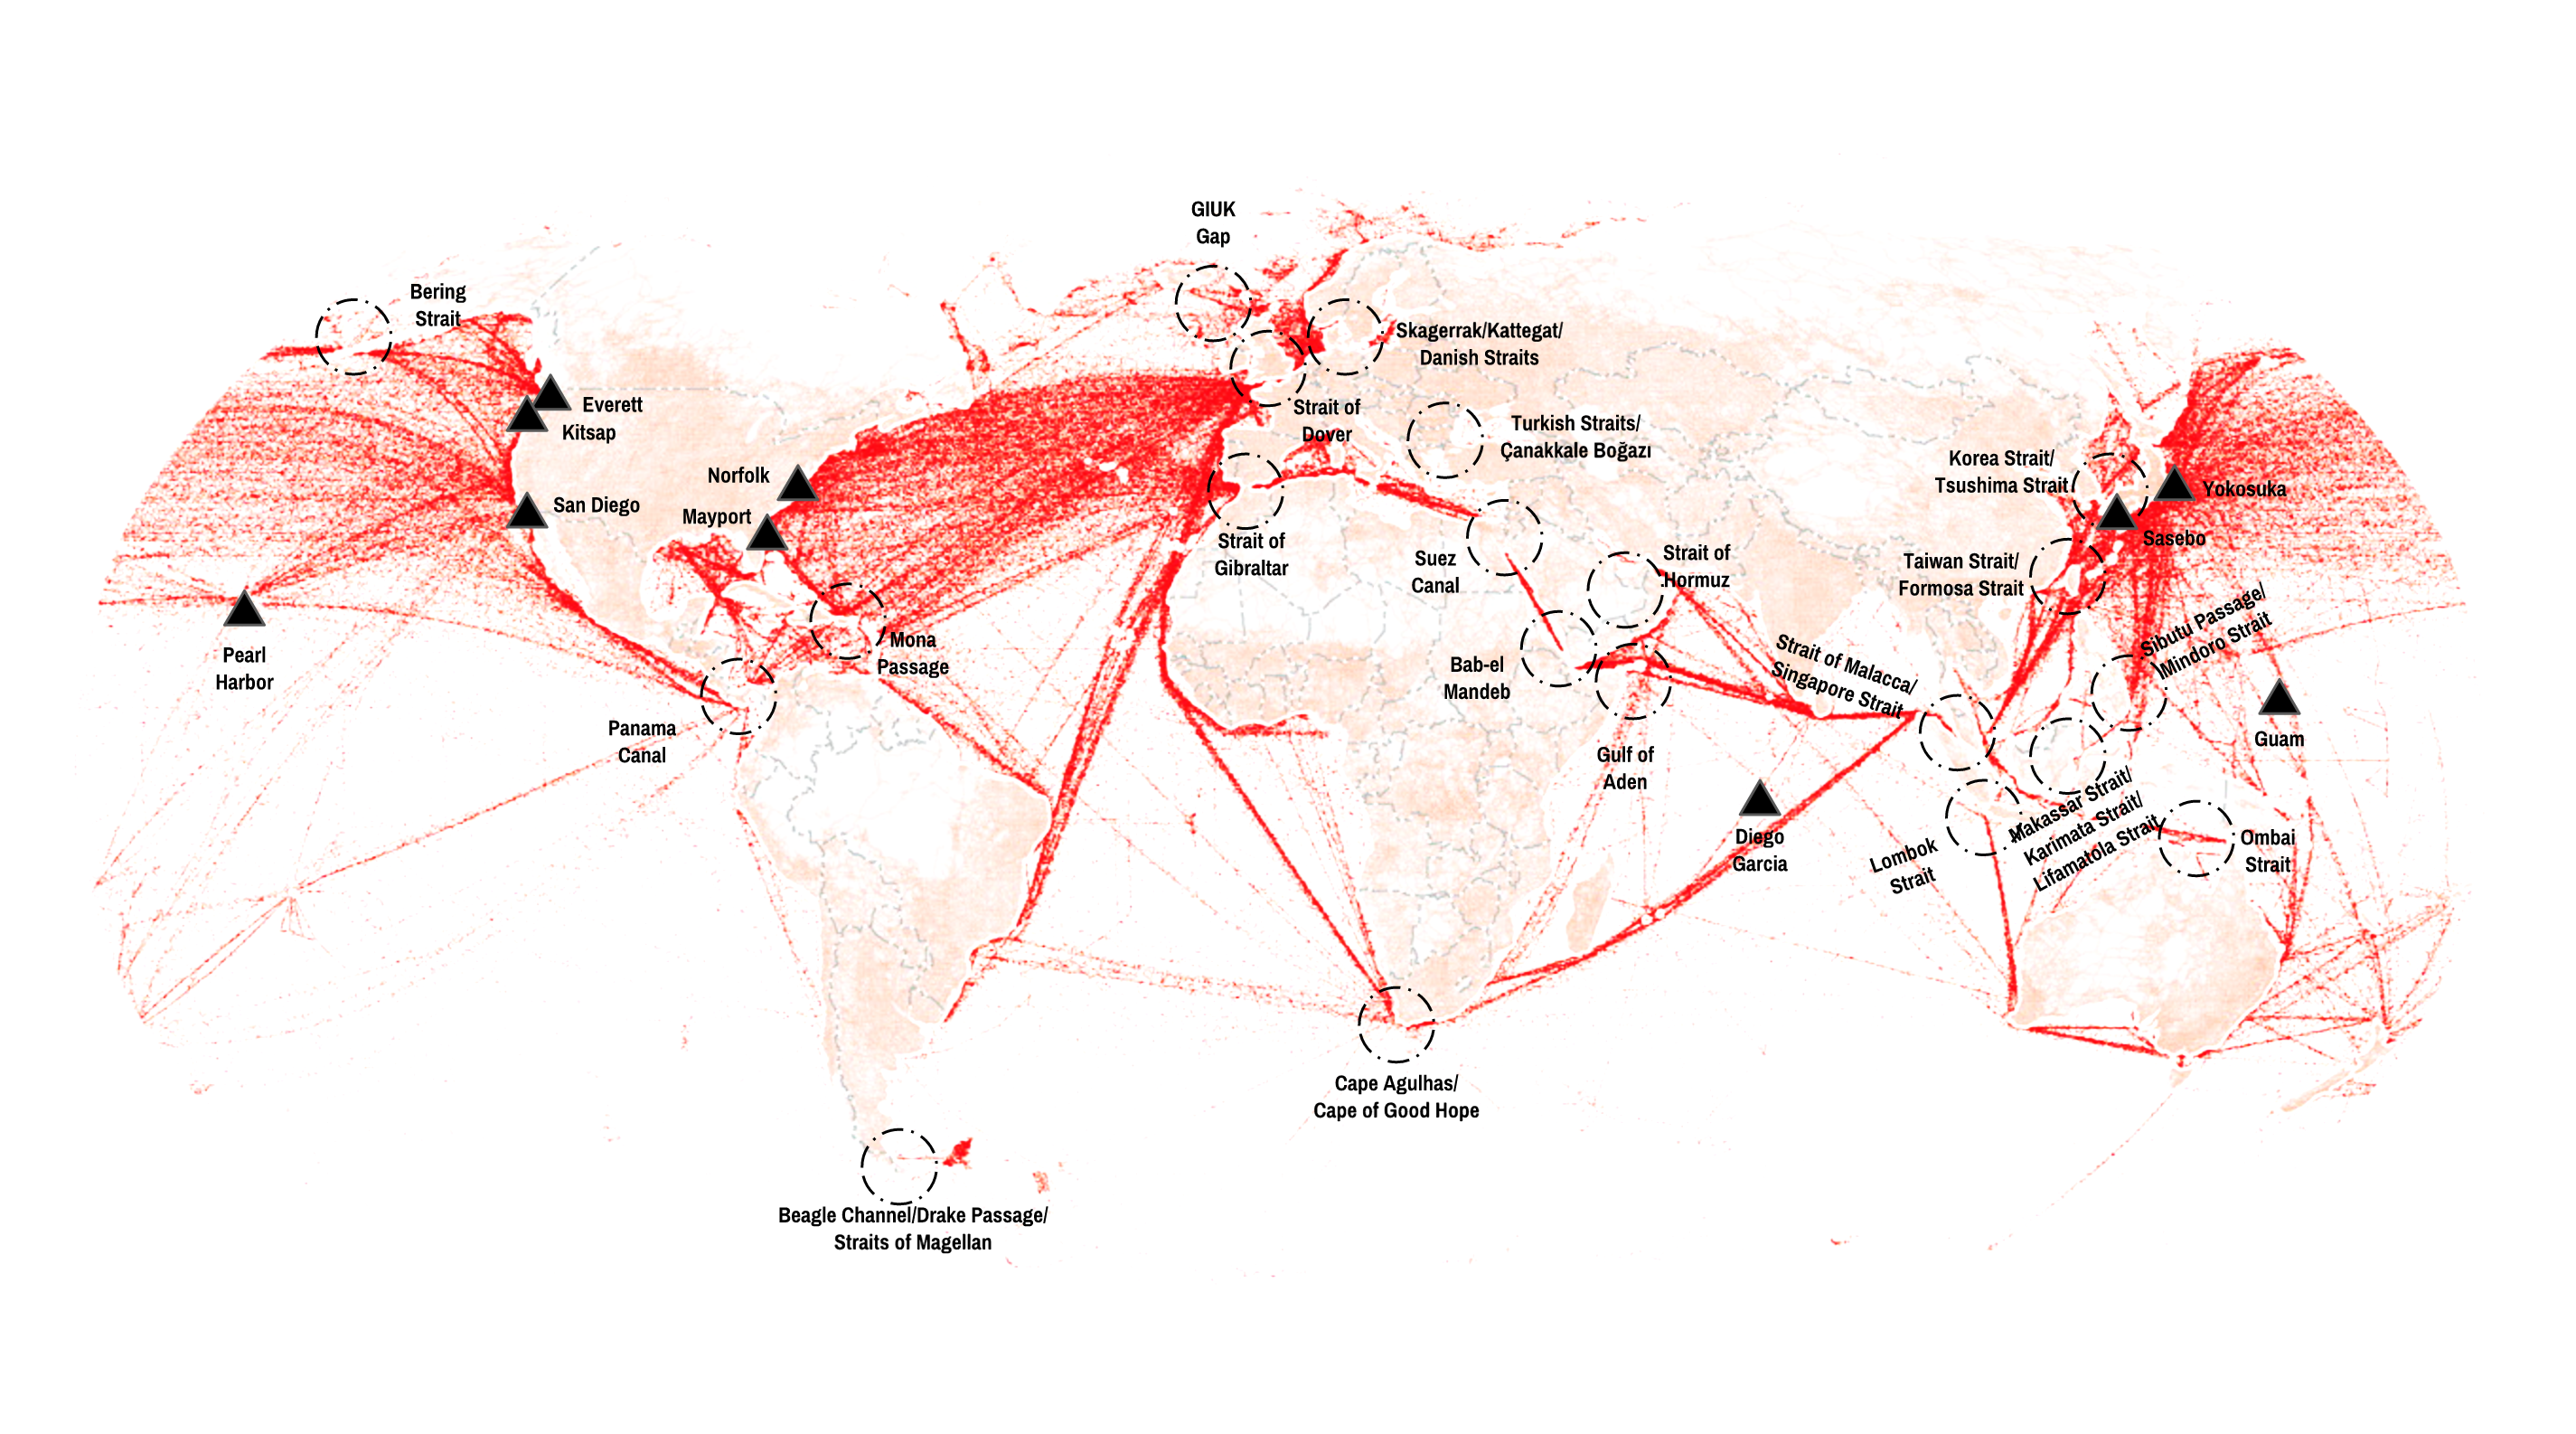 GIUK
Gap
Bering
Strait
Skagerrak/Kattegat/
Danish Straits
Everett
Kitsap
Strait of
Dover
Turkish Straits/
Çanakkale Boğazı
Norfolk
Korea Strait/
Tsushima Strait
Yokosuka
San Diego
Mayport
Sasebo
Strait of
Gibraltar
Suez
Canal
Strait of
Hormuz
Taiwan Strait/
Formosa Strait
Sibutu Passage/
Mindoro Strait
Mona
Passage
Pearl
Harbor
Bab-el
Mandeb
Strait of Malacca/
Singapore Strait
Panama
Canal
Guam
Gulf of
Aden
Makassar Strait/
Karimata Strait/
Lifamatola Strait
Diego
Garcia
Lombok
Strait
Ombai
Strait
Cape Agulhas/
Cape of Good Hope
Beagle Channel/Drake Passage/
Straits of Magellan